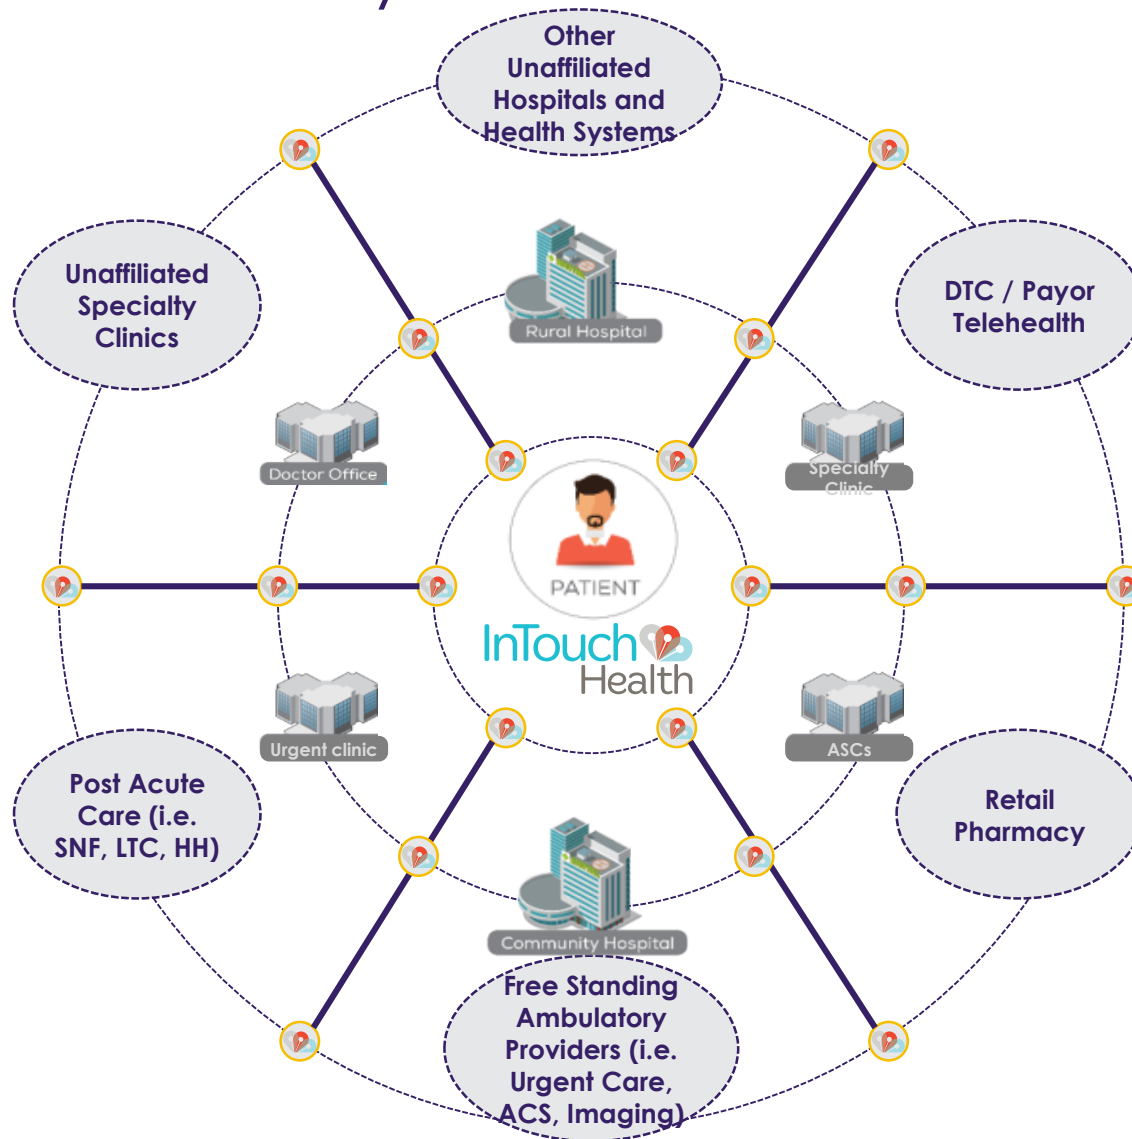 Other
Unaffiliated
Hospitals and
Health Systems
Unaffiliated
Specialty
Clinics
DTC / Payor
Telehealth
Rural Hospital
Doctor Office
Specialty
Clinic
PATIENT
InTouch
Health
Urgent clinic
ASCs
Post Acute
Care (i.e.
SNF, LTC, HH)
Retail
Pharmacy
Community Hospital
Free Standing
Ambulatory
Providers (i.e.
Urgent Care,
ACS, Imaging)